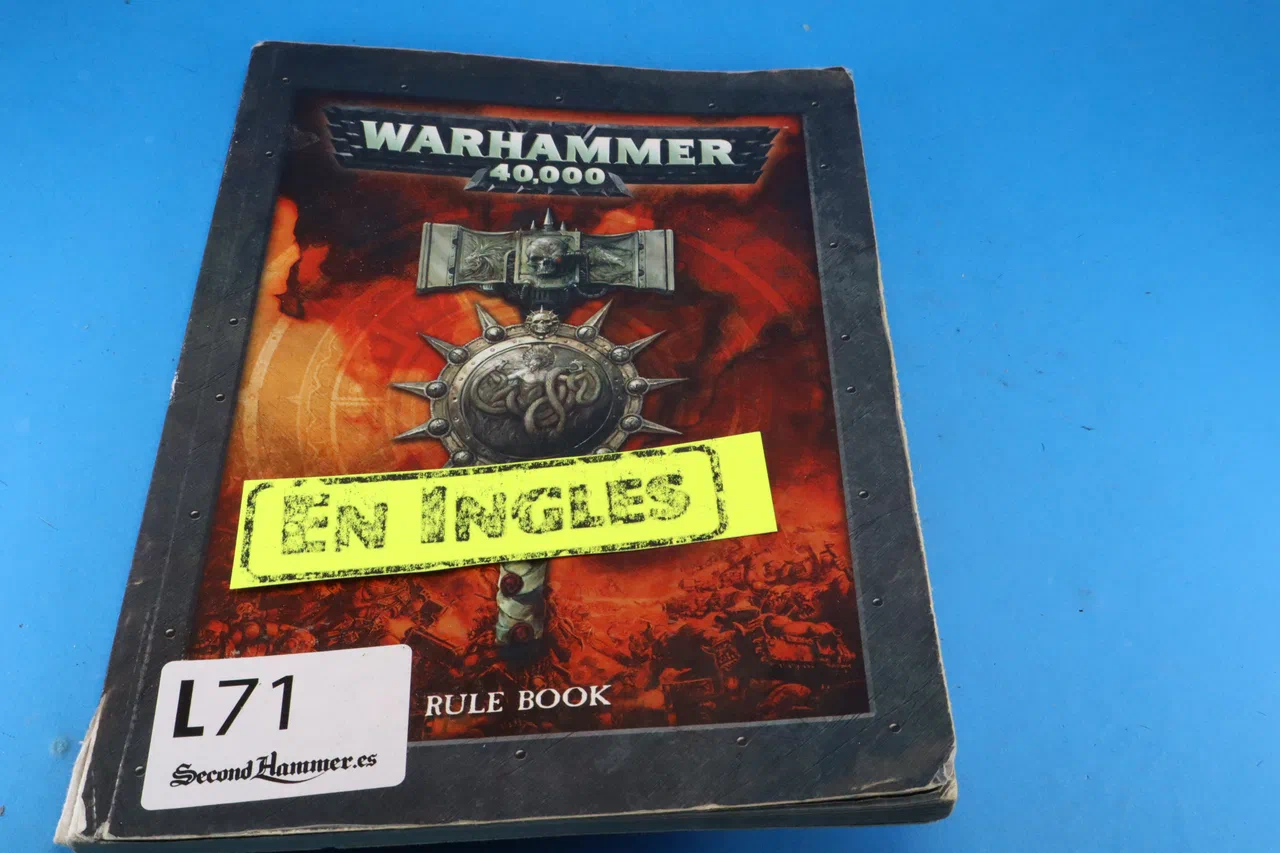 WARHAMMER
40,000
EN INGLES
RULE BOOK
L71
SecondHammer.es